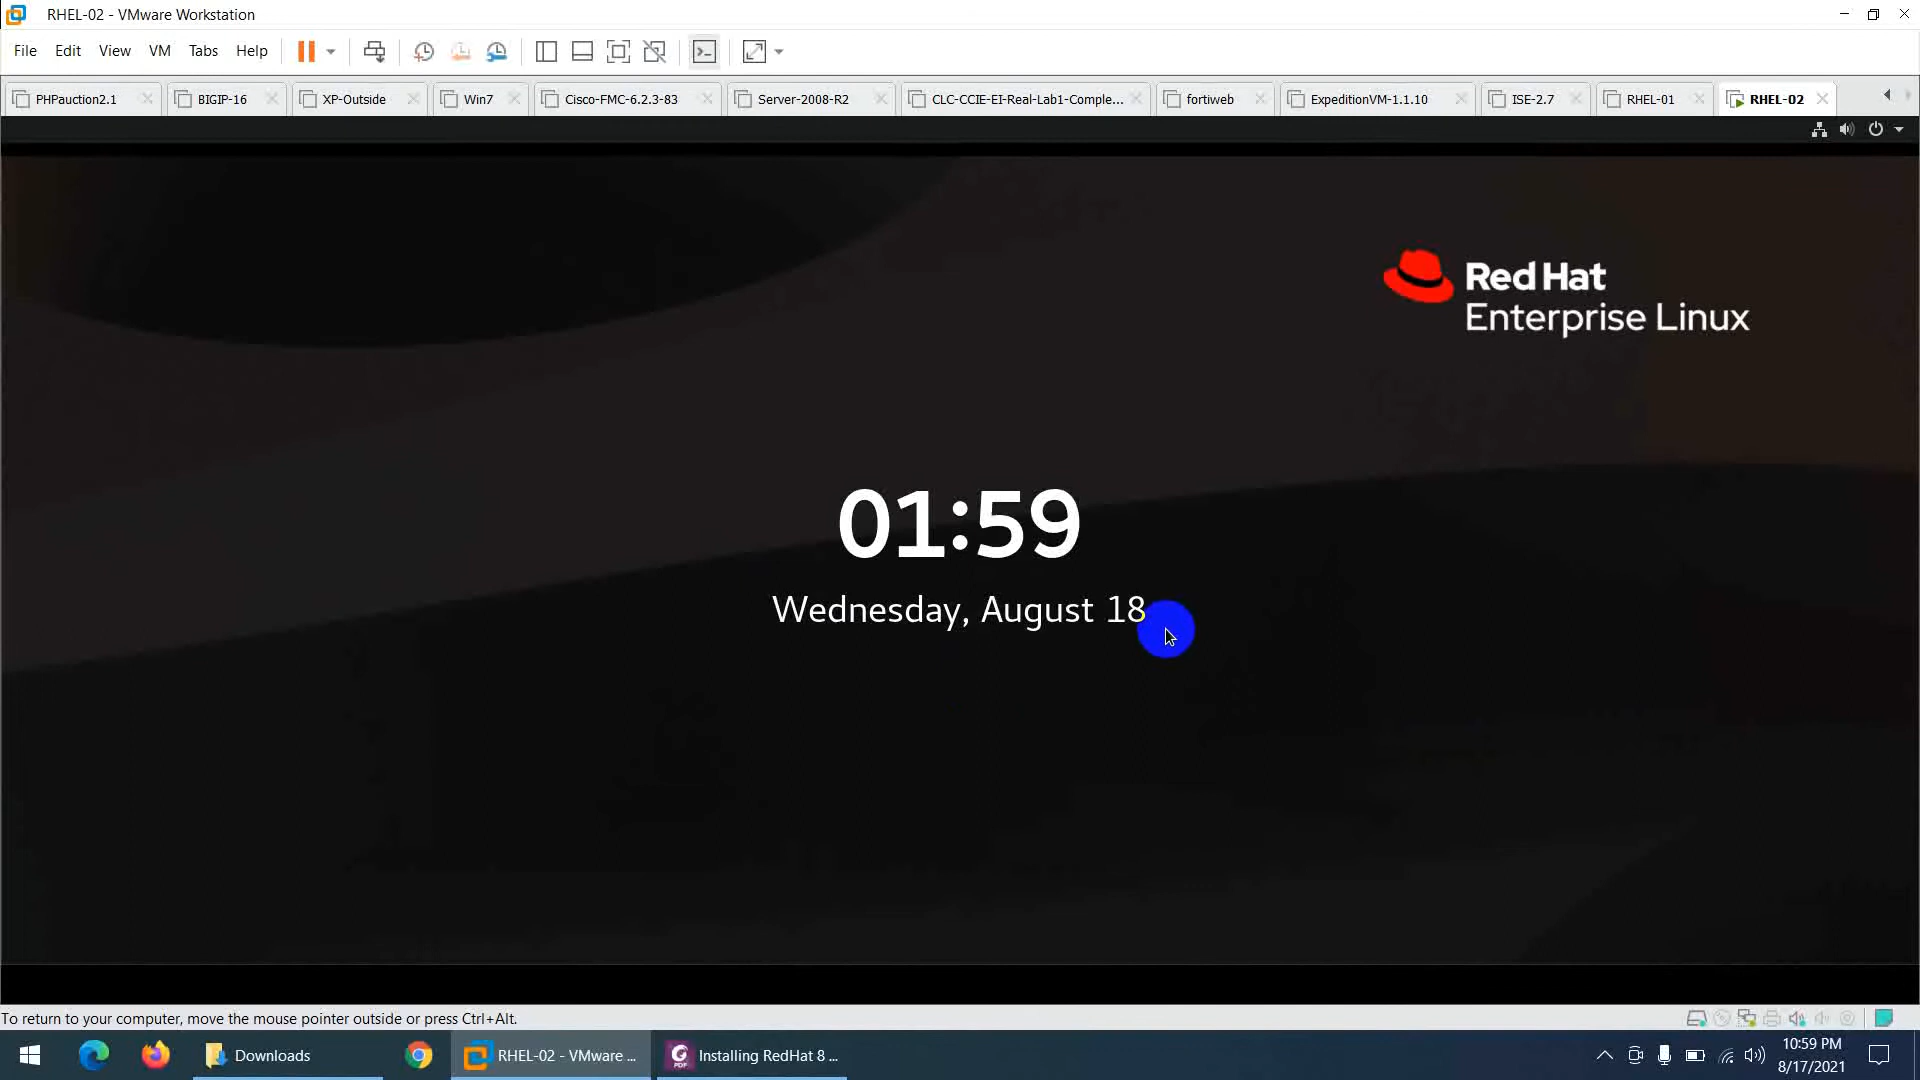 RHEL-02 - VMware Workstation
File Edit View VM Tabs Help
PHPauction2.1 BIGIP-16 XP-Outside Win7 Cisco-FMC-6.2.3-83 Server-2008-R2 CLC-CCIE-EI-Real-Lab1-Comple... fortiweb ExpeditionVM-1.1.10 ISE-2.7 RHEL-01 RHEL-02
Red Hat
Enterprise Linux
01:59
Wednesday, August 18
To return to your computer, move the mouse pointer outside or press Ctrl+Alt.
Downloads RHEL-02 - VMware ... PDF Installing RedHat 8 ...
10:59 PM
8/17/2021